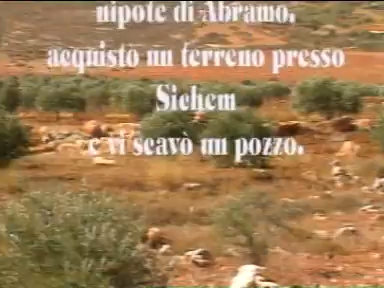 nipote di Abramo,
acquistò un terreno presso
Sichem
e vi scavò un pozzo.